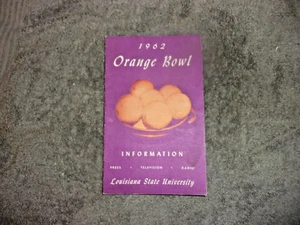 1962
Orange Bowl
INFORMATION
PRESS • TELEVISION • RADIO
Louisiana State University